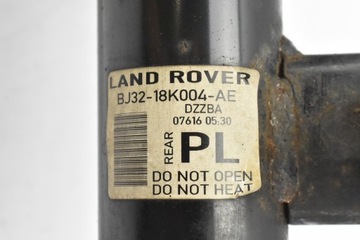 LAND ROVER
BJ32-18K004-AE
DZZBA
07616 05:30
REAR PL
DO NOT OPEN
DO NOT HEAT